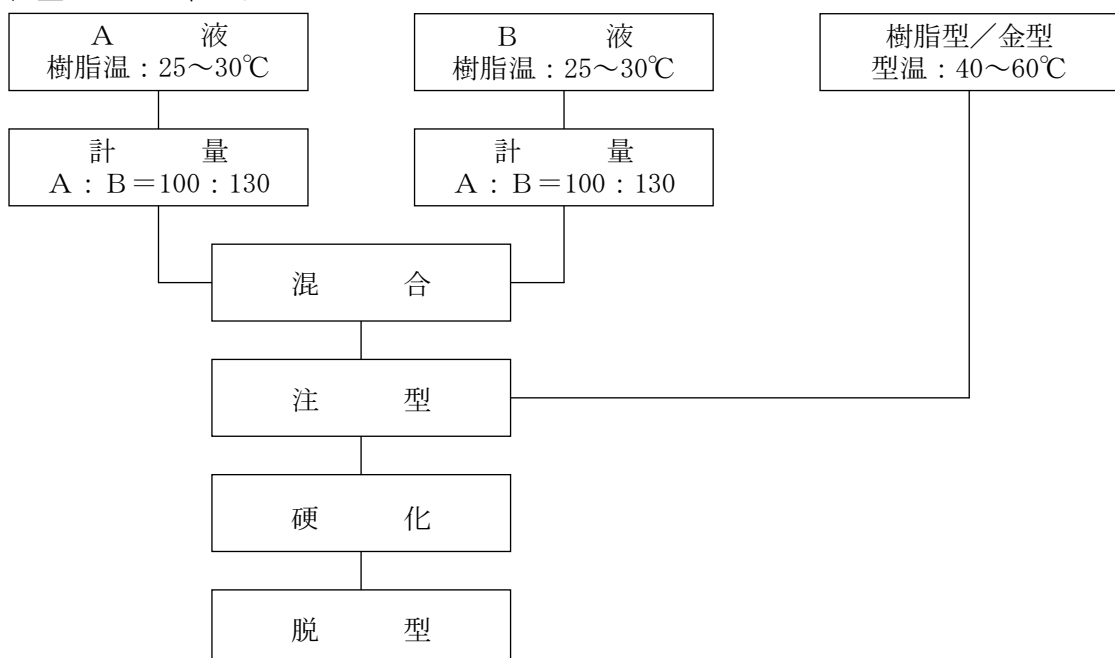 A 液
樹脂温：25～30℃
B 液
樹脂温：25～30℃
樹脂型／金型
型温：40～60℃
計 量
A：B＝100：130
計 量
A：B＝100：130
混 合
注 型
硬 化
脱 型